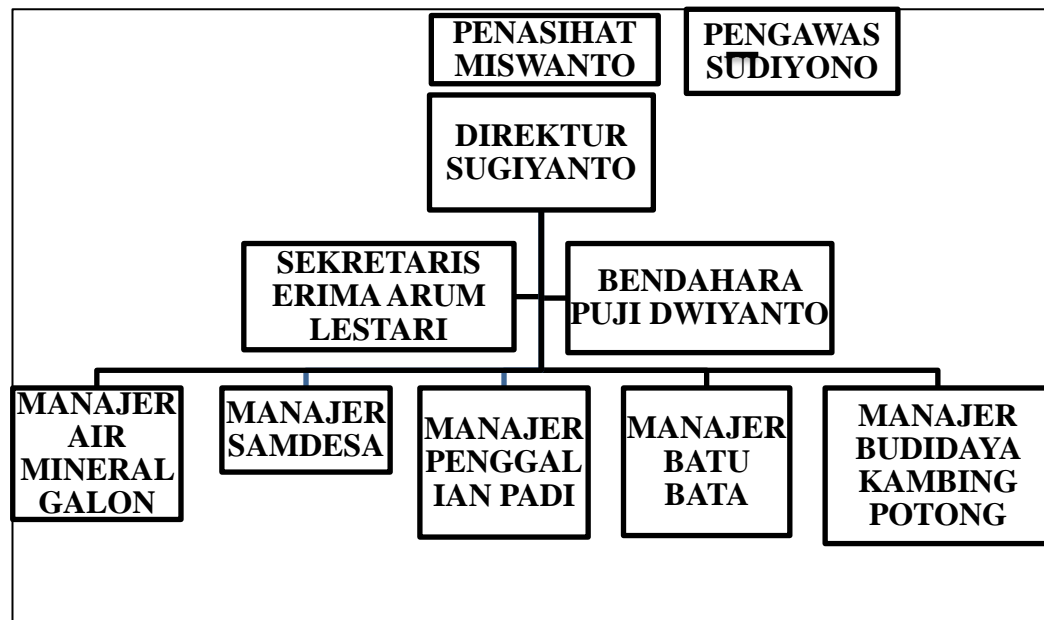 PENASIHAT
MISWANTO
PENGAWAS
SUDIYONO
DIREKTUR
SUGIYANTO
SEKRETARIS
ERIMA ARUM
LESTARI
BENDAHARA
PUJI DWIYANTO
MANAJER
AIR
MINERAL
GALON
MANAJER
SAMDESA
MANAJER
PENGGAL
IAN PADI
MANAJER
BATU
BATA
MANAJER
BUDIDAYA
KAMBING
POTONG